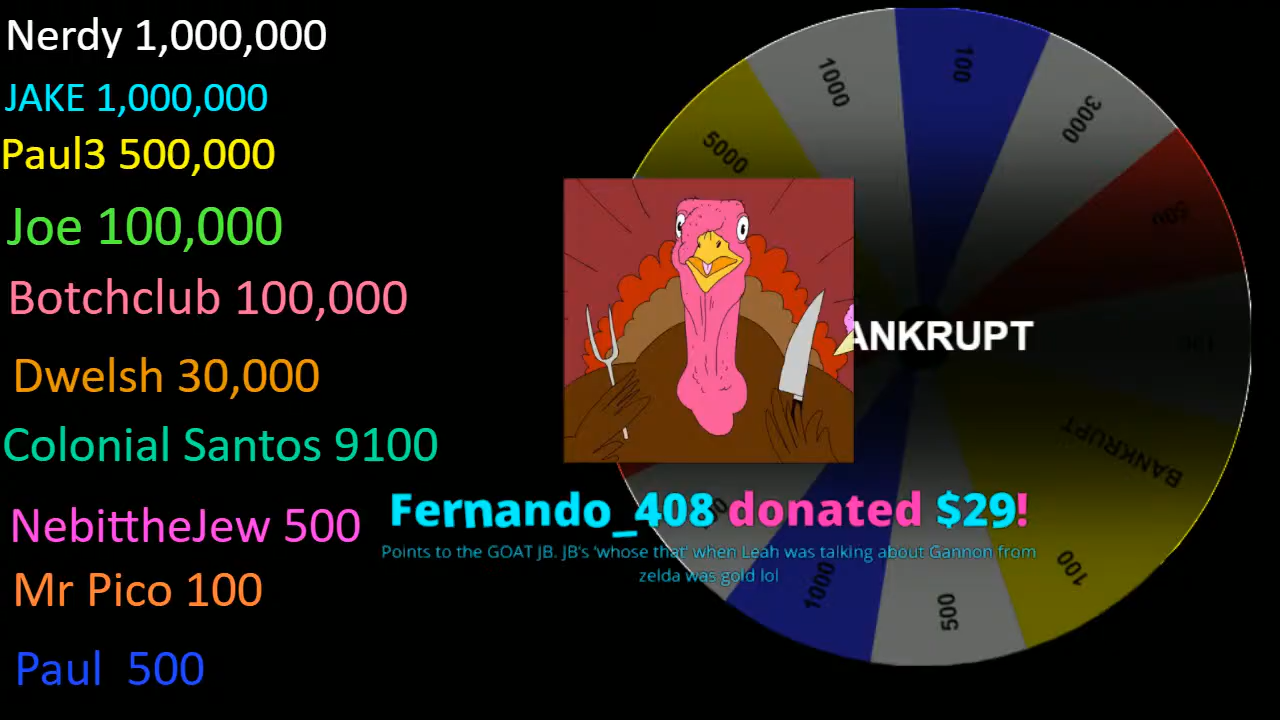 Nerdy 1,000,000
JAKE 1,000,000
Paul3 500,000
Joe 100,000
Botchclub 100,000
Dwelsh 30,000
Colonial Santos 9100
NebittheJew 500
Mr Pico 100
Paul 500
5000
1000
100
3000
500
BANKRUPT
100
500
1000
ANKRUPT
Fernando_408 donated $29!
Points to the GOAT JB. JB's 'whose that' when Leah was talking about Gannon from
zelda was gold lol